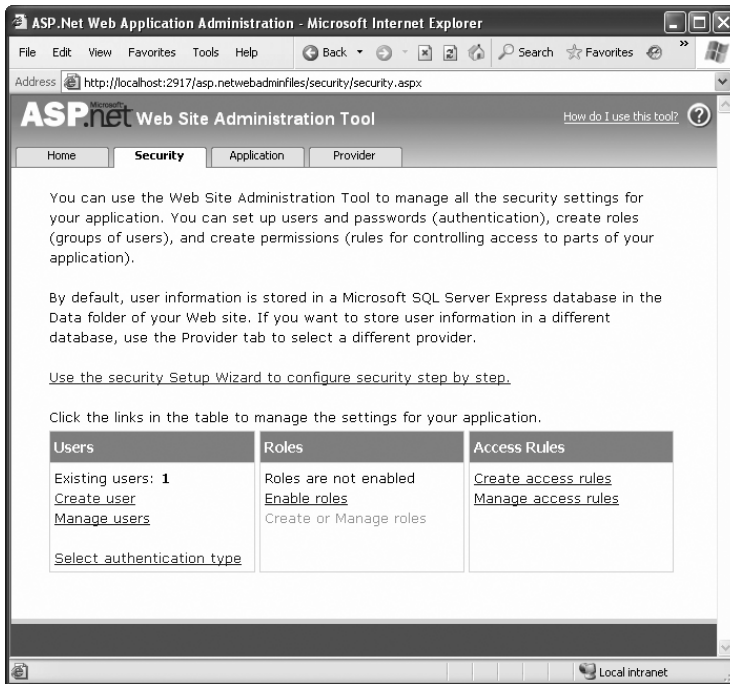 ASP.Net Web Application Administration - Microsoft Internet Explorer
File Edit View Favorites Tools Help Back Search Favorites »
Address http://localhost:2917/asp.netwebadminfiles/security/security.aspx
Microsoft
ASP.net Web Site Administration Tool How do I use this tool? ?
Home Security Application Provider
You can use the Web Site Administration Tool to manage all the security settings for
your application. You can set up users and passwords (authentication), create roles
(groups of users), and create permissions (rules for controlling access to parts of your
application).
By default, user information is stored in a Microsoft SQL Server Express database in the
Data folder of your Web site. If you want to store user information in a different
database, use the Provider tab to select a different provider.
Use the security Setup Wizard to configure security step by step.
Click the links in the table to manage the settings for your application.
Users Roles Access Rules
Existing users: 1 Roles are not enabled Create access rules
Create user Enable roles Manage access rules
Manage users Create or Manage roles
Select authentication type
Local intranet